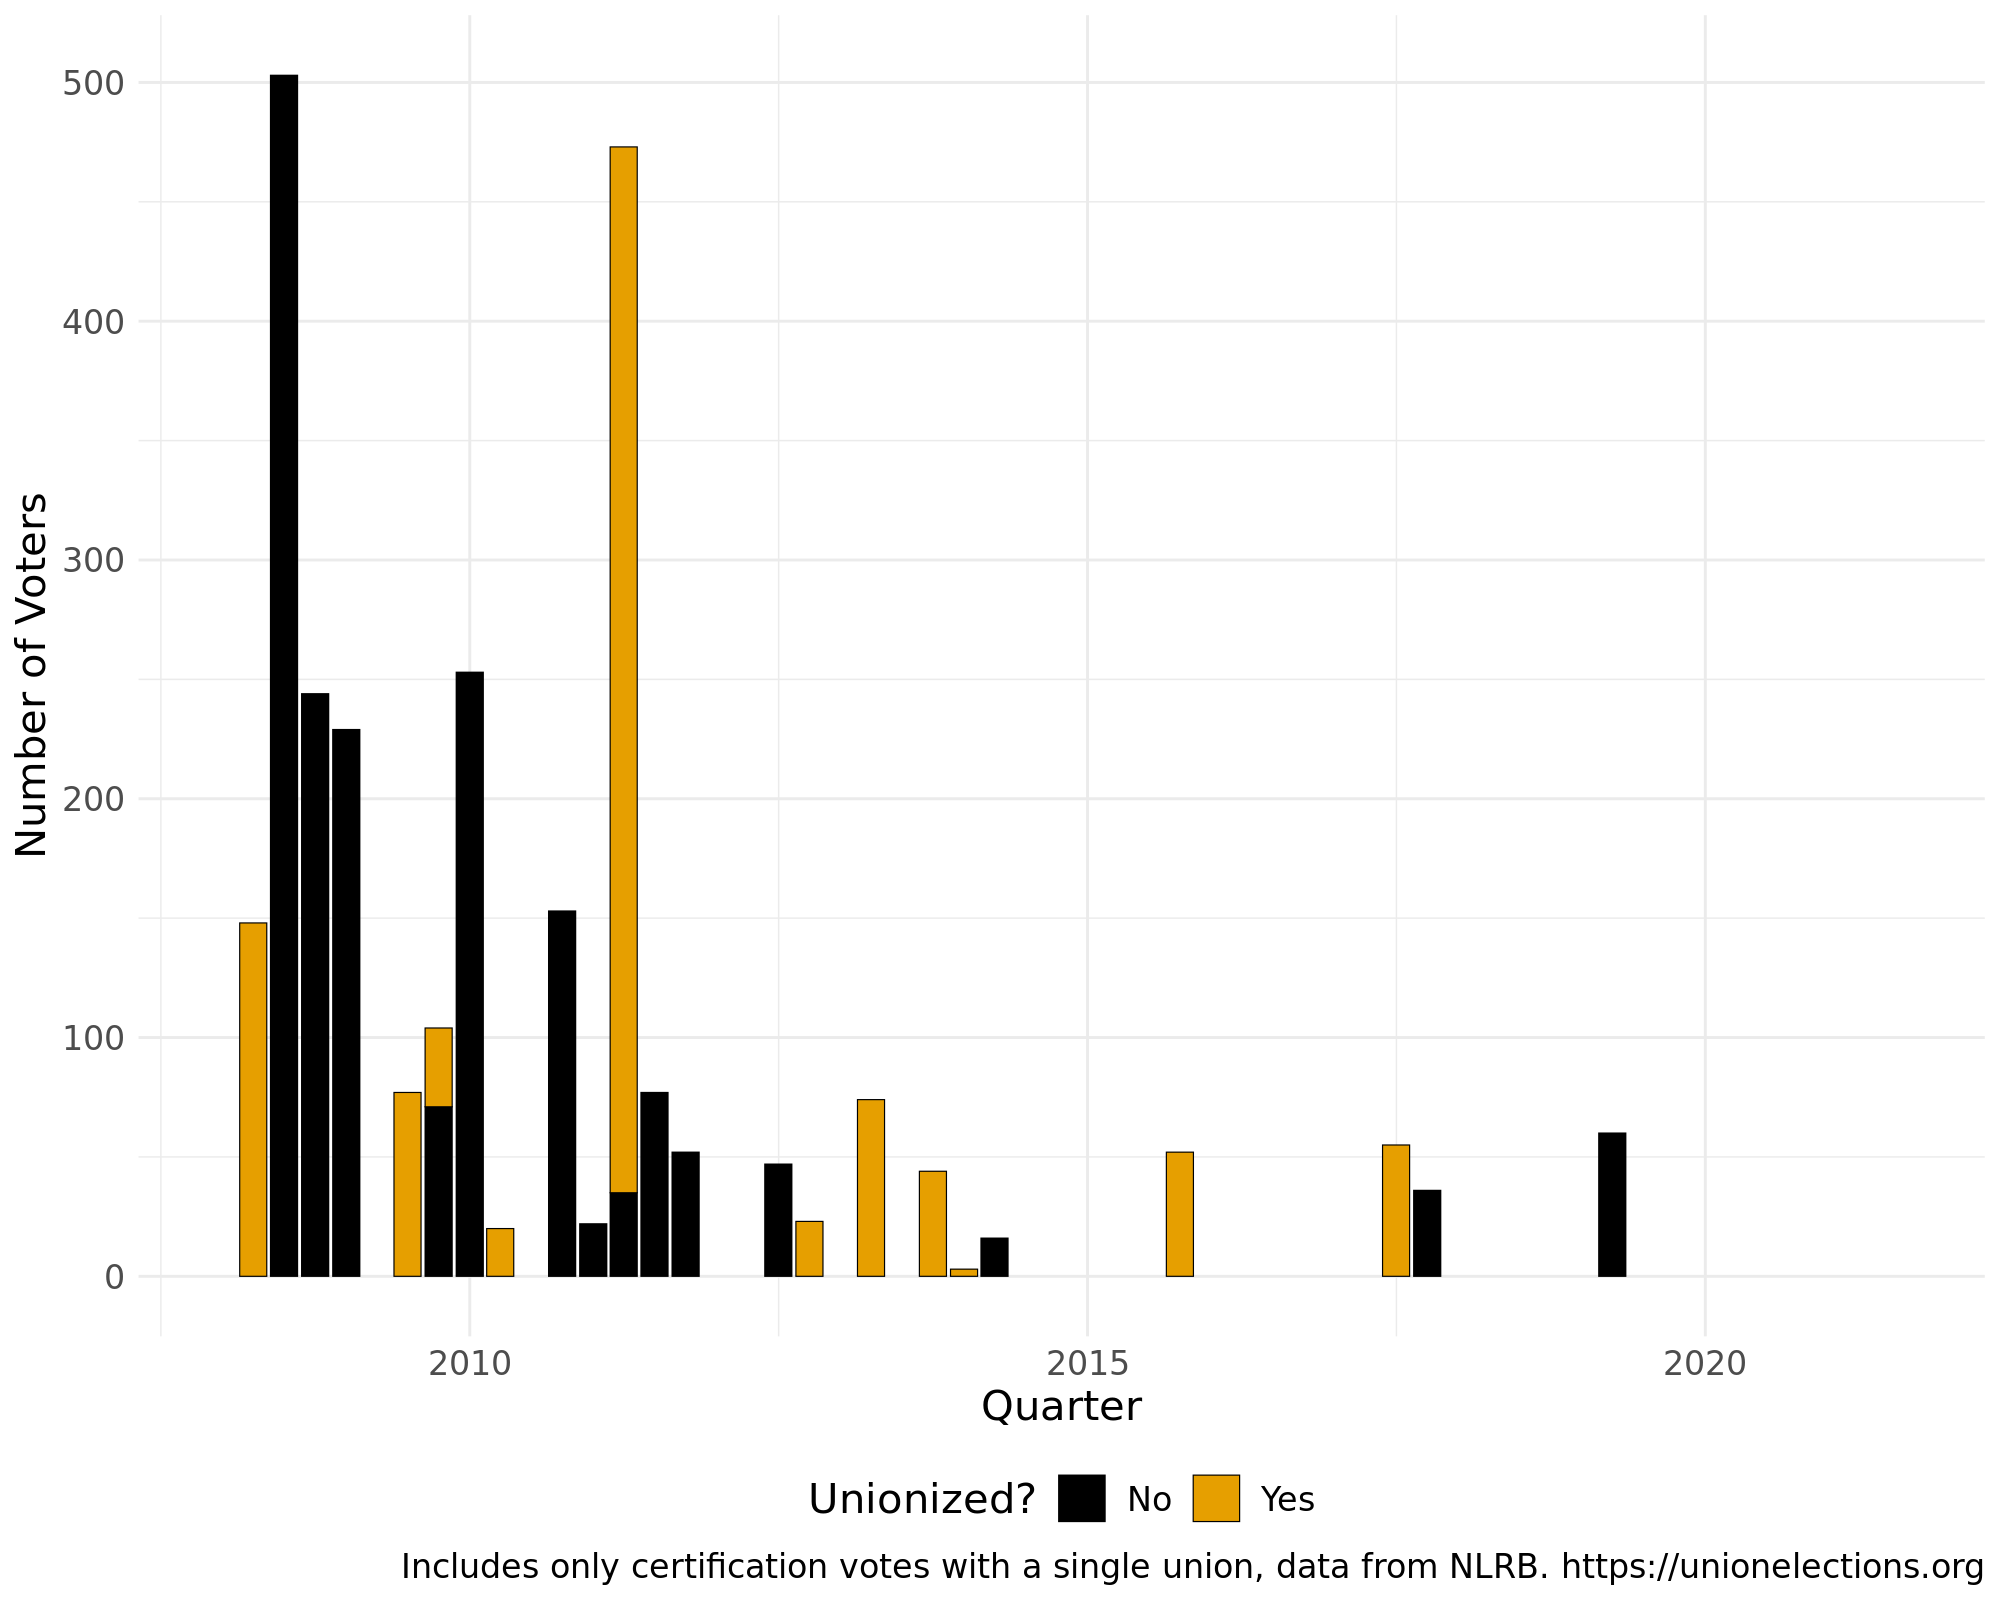 500
400
300
200
100
0
Number of Voters
2010 2015 2020
Quarter
Unionized? No Yes
Includes only certification votes with a single union, data from NLRB. https://unionelections.org